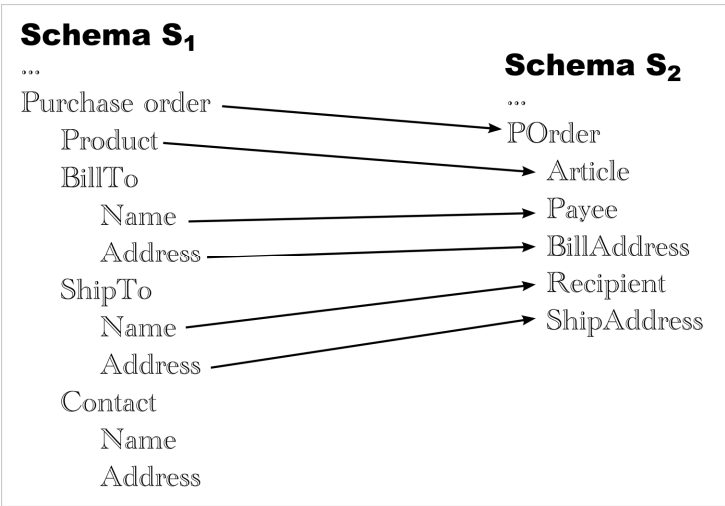 Schema S₁
...
Purchase order
Product
BillTo
Name
Address
ShipTo
Name
Address
Contact
Name
Address
Schema S₂
...
POrder
Article
Payee
BillAddress
Recipient
ShipAddress